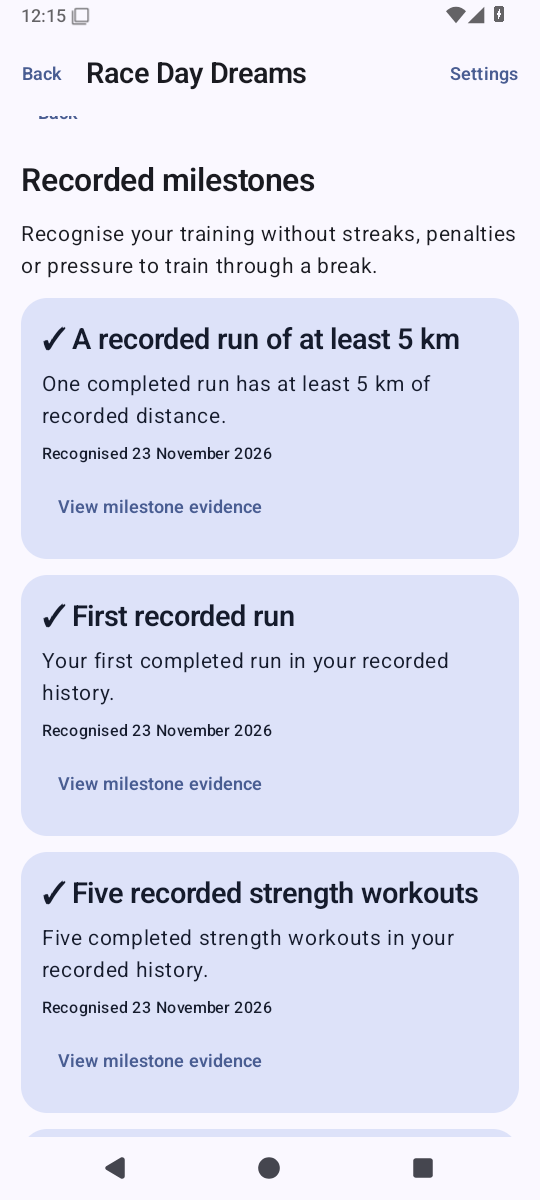 12:15
Back Race Day Dreams Settings
Back
Recorded milestones
Recognise your training without streaks, penalties
or pressure to train through a break.
✓ A recorded run of at least 5 km
One completed run has at least 5 km of
recorded distance.
Recognised 23 November 2026
View milestone evidence
✓ First recorded run
Your first completed run in your recorded
history.
Recognised 23 November 2026
View milestone evidence
✓ Five recorded strength workouts
Five completed strength workouts in your
recorded history.
Recognised 23 November 2026
View milestone evidence